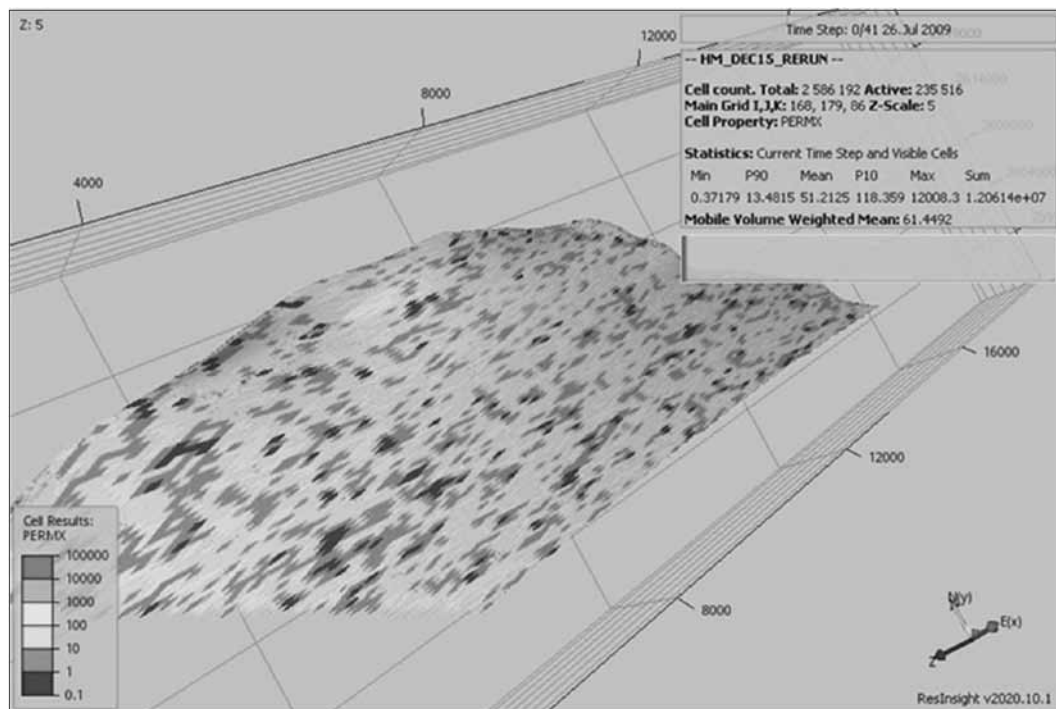 Z: 5
4000
8000
12000
16000
12000
8000
Time Step: 0/41 26.Jul 2009
-- HM_DEC15_RERUN --
Cell count. Total: 2 586 192 Active: 235 516
Main Grid I,J,K: 168, 179, 86 Z-Scale: 5
Cell Property: PERMX
Statistics: Current Time Step and Visible Cells
Min P90 Mean P10 Max Sum
0.37179 13.4815 51.2125 118.359 12008.3 1.20614e+07
Mobile Volume Weighted Mean: 61.4492
Cell Results:
PERMX
100000
10000
1000
100
10
1
0.1
N(y)
E(x)
Z
ResInsight v2020.10.1